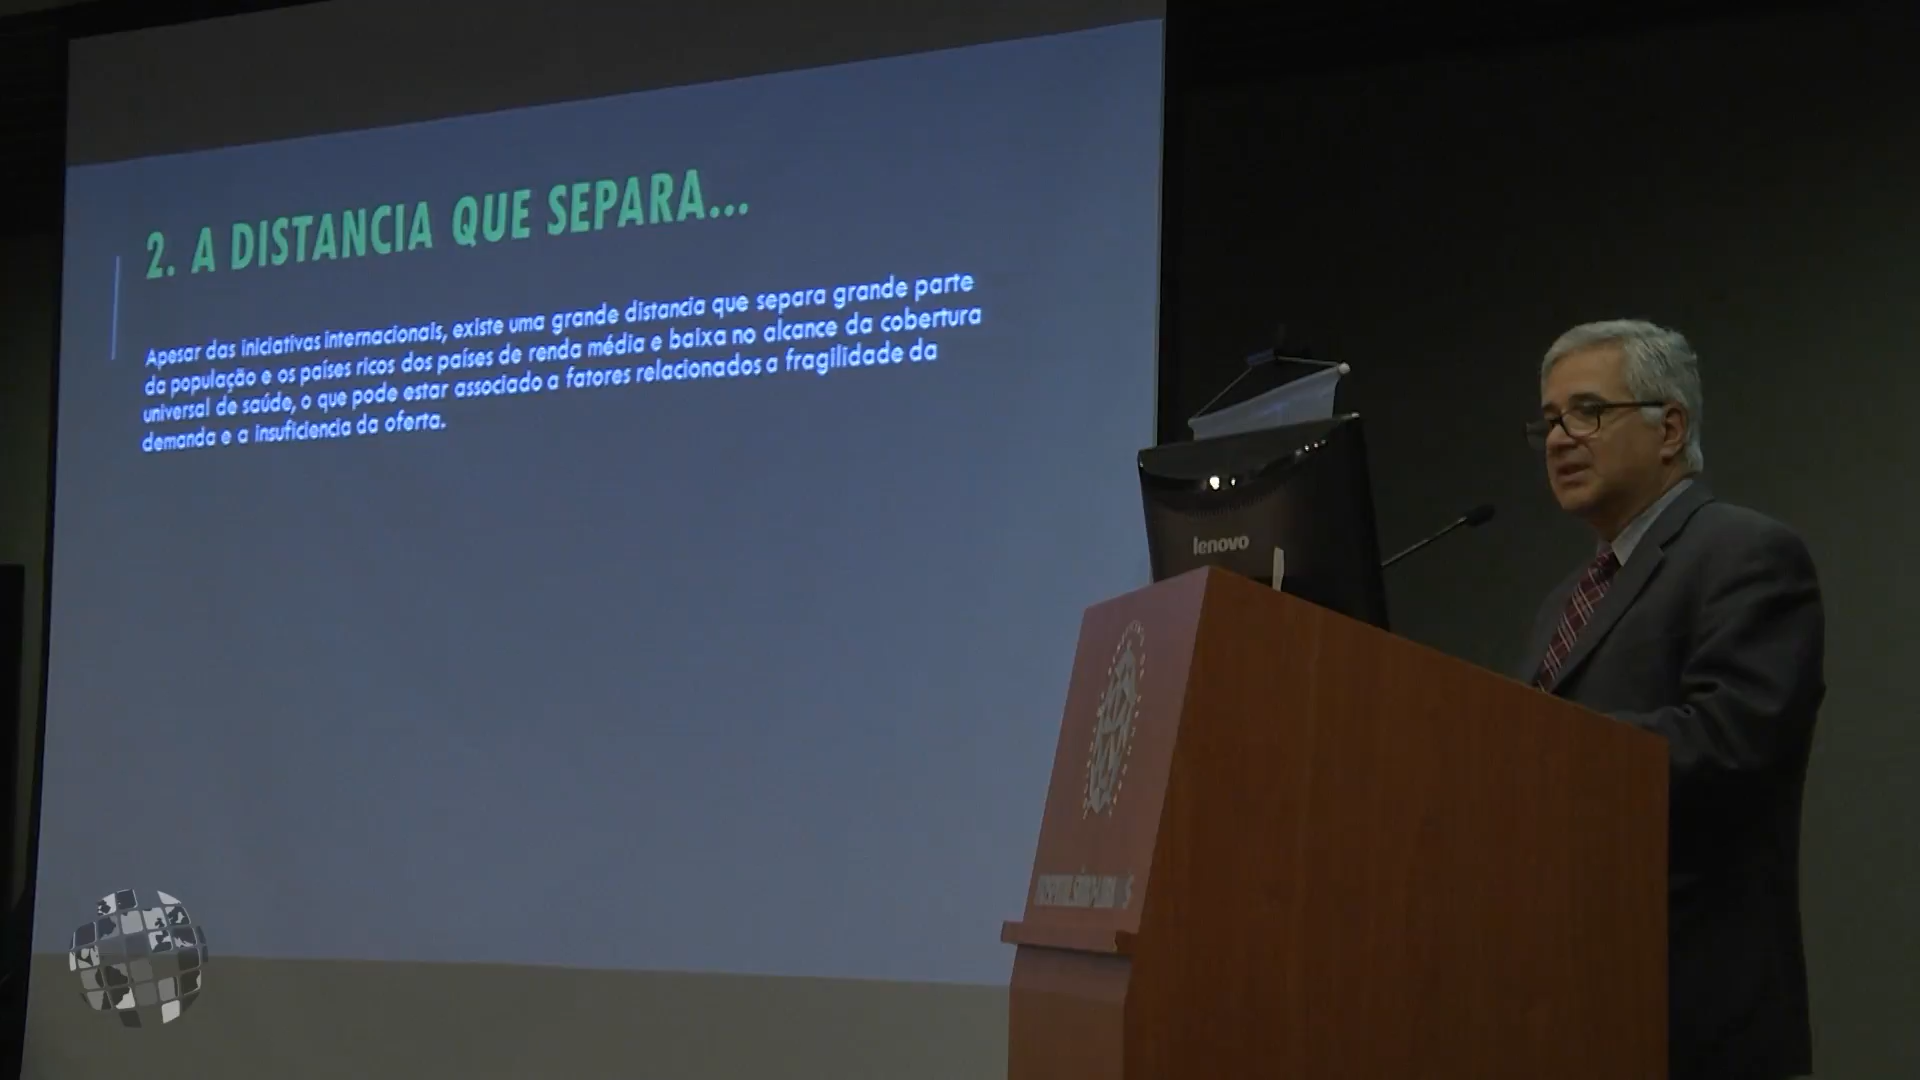 2. A DISTANCIA QUE SEPARA...
Apesar das iniciativas internacionais, existe uma grande distancia que separa grande parte
da população e os países ricos dos países de renda média e baixa no alcance da cobertura
universal de saúde, o que pode estar associado a fatores relacionados a fragilidade da
demanda e a insuficiencia da oferta.
lenovo